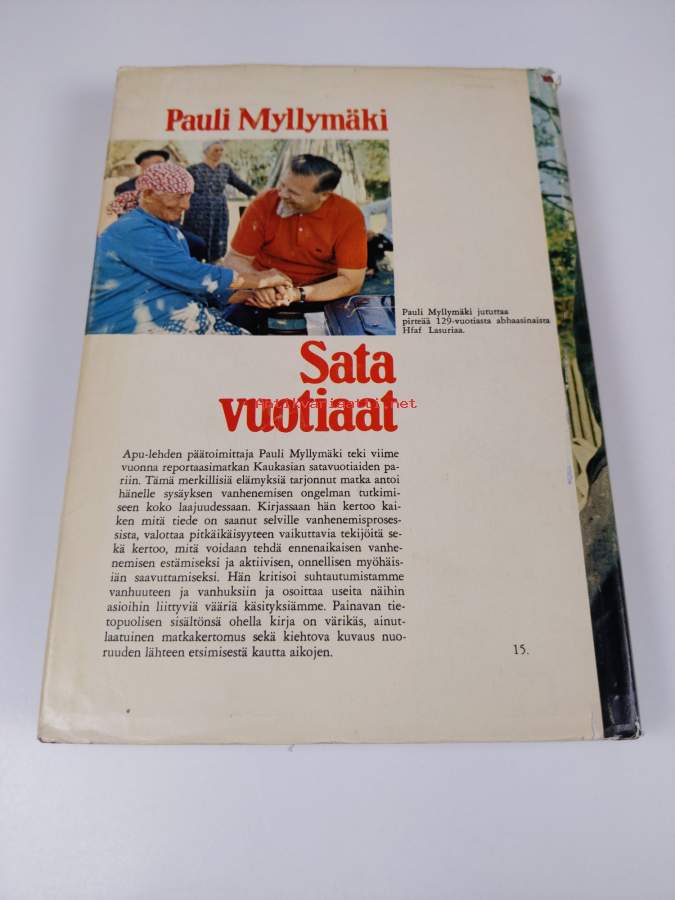 Pauli Myllymäki
Pauli Myllymäki jututtaa
pirteää 129-vuotiasta abhaasinaista
Hfaf Lasuriaa.
Sata
vuotiaat
Antikvariaatti.net
Apu-lehden päätoimittaja Pauli Myllymäki teki viime
vuonna reportaasimatkan Kaukasian satavuotiaiden pa-
riin. Tämä merkillisiä elämyksiä tarjonnut matka antoi
hänelle sysäyksen vanhenemisen ongelman tutkimi-
seen koko laajuudessaan. Kirjassaan hän kertoo kai-
ken mitä tiede on saanut selville vanhenemisproses-
sista, valottaa pitkäikäisyyteen vaikuttavia tekijöitä se-
kä kertoo, mitä voidaan tehdä ennenaikaisen vanhe-
nemisen estämiseksi ja aktiivisen, onnellisen myöhäis-
iän saavuttamiseksi. Hän kritisoi suhtautumistamme
vanhuuteen ja vanhuksiin ja osoittaa useita näihin
asioihin liittyviä vääriä käsityksiämme. Painavan tie-
topuolisen sisältönsä ohella kirja on värikäs, ainut-
laatuinen matkakertomus sekä kiehtova kuvaus nuo-
ruuden lähteen etsimisestä kautta aikojen.
15.